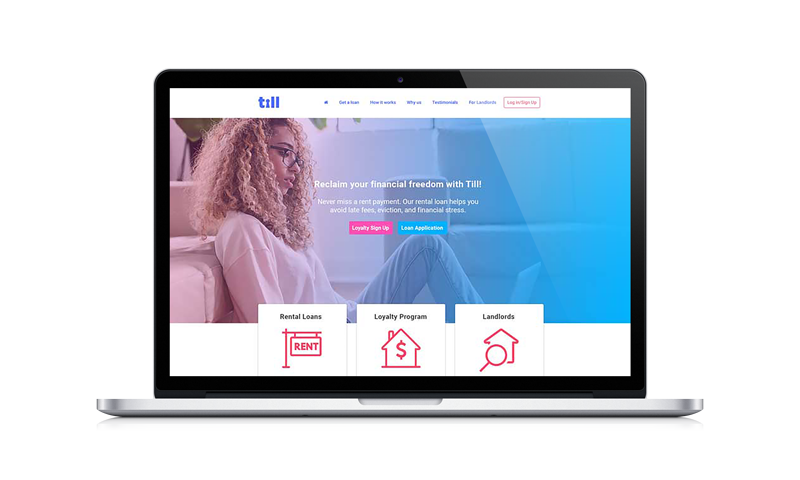 till
Get a loan
How it works
Why us
Testimonials
For Landlords
Log in/Sign Up
Reclaim your financial freedom with Till!
Never miss a rent payment. Our rental loan helps you
avoid late fees, eviction, and financial stress.
Loyalty Sign Up
Loan Application
Rental Loans
Loyalty Program
Landlords
RENT
$